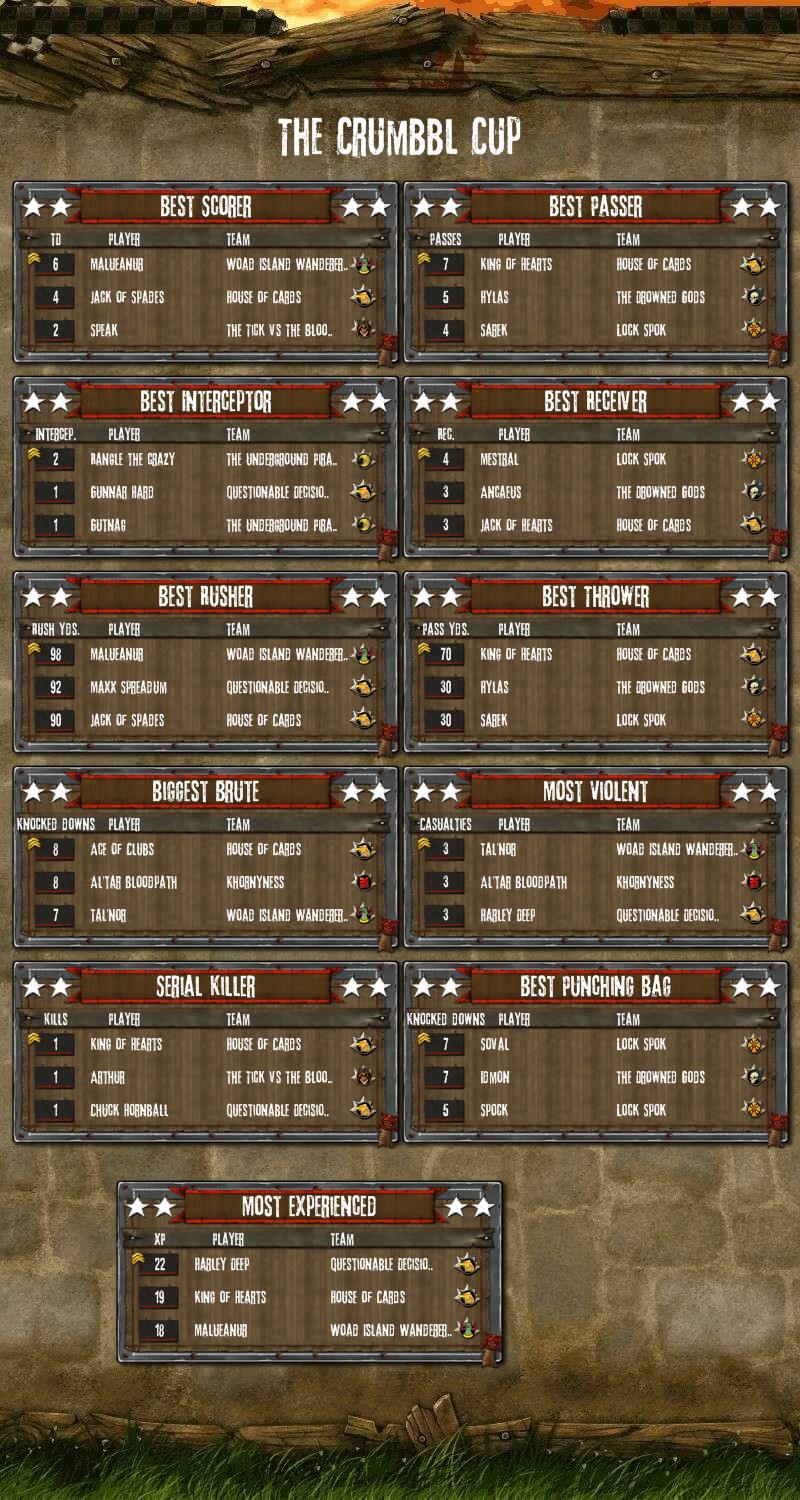 THE CRUMBBL CUP
BEST SCORER
TD PLAYER TEAM
6 MALUEANUR WOAD ISLAND WANDERER..
4 JACK OF SPADES HOUSE OF CARDS
2 SPEAK THE TICK VS THE BLOO..
BEST PASSER
PASSES PLAYER TEAM
7 KING OF HEARTS HOUSE OF CARDS
5 HYLAS THE DROWNED GODS
4 SAREK LOCK SPOK
BEST INTERCEPTOR
INTERCEP. PLAYER TEAM
2 RANGLE THE CRAZY THE UNDERGROUND PIRA..
1 GUNNAR HARD QUESTIONABLE DECISIO..
1 GUTNAG THE UNDERGROUND PIRA..
BEST RECEIVER
REC. PLAYER TEAM
4 MESTRAL LOCK SPOK
3 ANCAEUS THE DROWNED GODS
3 JACK OF HEARTS HOUSE OF CARDS
BEST RUSHER
RUSH YDS. PLAYER TEAM
98 MALUEANUR WOAD ISLAND WANDERER..
92 MAXX SPREADUM QUESTIONABLE DECISIO..
90 JACK OF SPADES HOUSE OF CARDS
BEST THROWER
PASS YDS. PLAYER TEAM
70 KING OF HEARTS HOUSE OF CARDS
30 HYLAS THE DROWNED GODS
30 SAREK LOCK SPOK
BIGGEST BRUTE
KNOCKED DOWNS PLAYER TEAM
8 ACE OF CLUBS HOUSE OF CARDS
8 AL'TAR BLOODPATH KHORNYNESS
7 TAL'NOR WOAD ISLAND WANDERER..
MOST VIOLENT
CASUALTIES PLAYER TEAM
3 TAL'NOR WOAD ISLAND WANDERER..
3 AL'TAR BLOODPATH KHORNYNESS
3 HARLEY DEEP QUESTIONABLE DECISIO..
SERIAL KILLER
KILLS PLAYER TEAM
1 KING OF HEARTS HOUSE OF CARDS
1 ARTHUR THE TICK VS THE BLOO..
1 CHUCK HORNBALL QUESTIONABLE DECISIO..
BEST PUNCHING BAG
KNOCKED DOWNS PLAYER TEAM
7 SOVAL LOCK SPOK
7 IDMON THE DROWNED GODS
5 SPOCK LOCK SPOK
MOST EXPERIENCED
XP PLAYER TEAM
22 HARLEY DEEP QUESTIONABLE DECISIO..
19 KING OF HEARTS HOUSE OF CARDS
18 MALUEANUR WOAD ISLAND WANDERER..